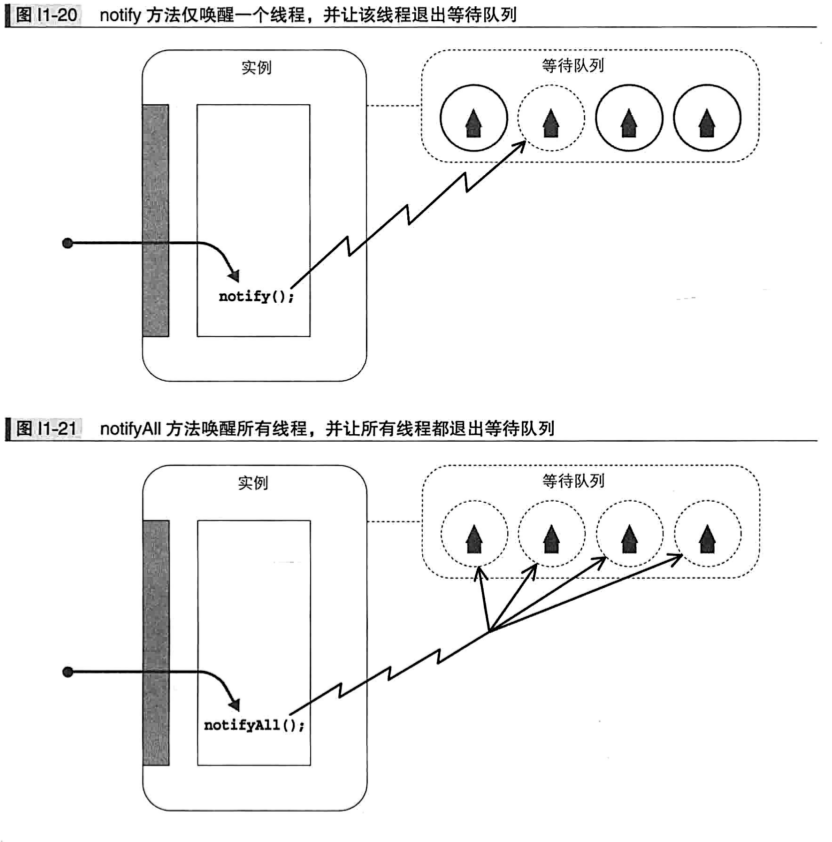 图 I1-20 notify 方法仅唤醒一个线程，并让该线程退出等待队列
实例
等待队列
notify();
图 I1-21 notifyAll 方法唤醒所有线程，并让所有线程都退出等待队列
实例
等待队列
notifyAll();